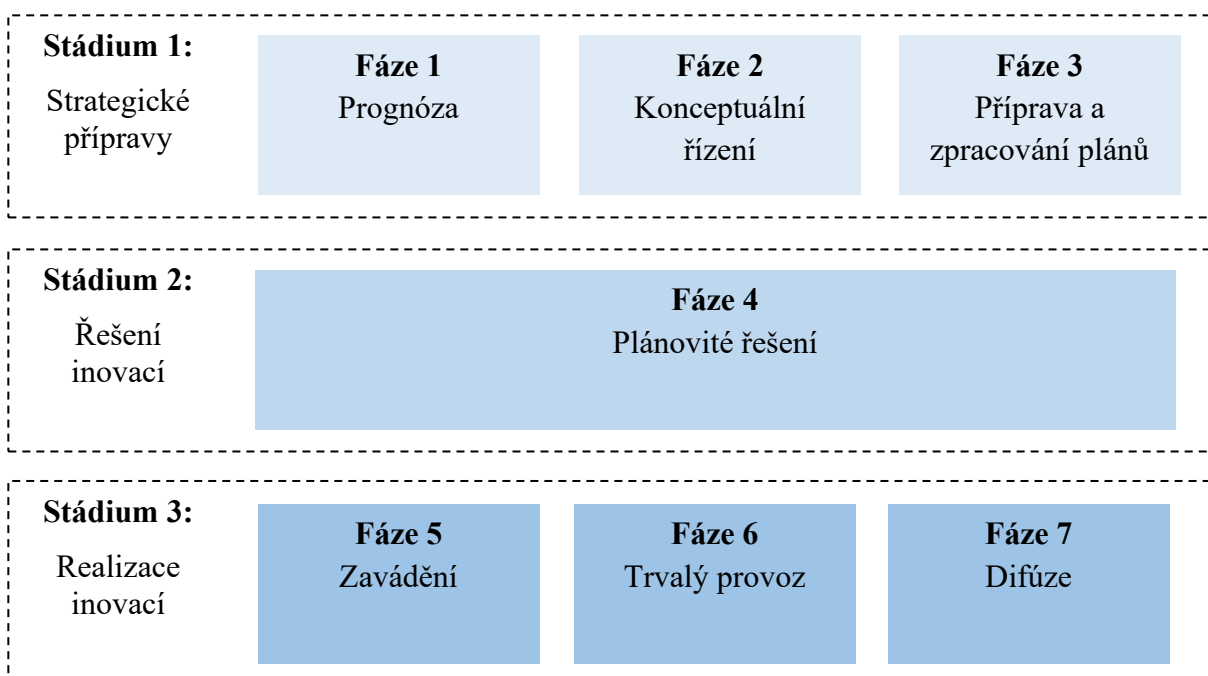 Stádium 1:
Strategické
přípravy
Fáze 1
Prognóza
Fáze 2
Konceptuální
řízení
Fáze 3
Příprava a
zpracování plánů
Stádium 2:
Řešení
inovací
Fáze 4
Plánovité řešení
Stádium 3:
Realizace
inovací
Fáze 5
Zavádění
Fáze 6
Trvalý provoz
Fáze 7
Difúze